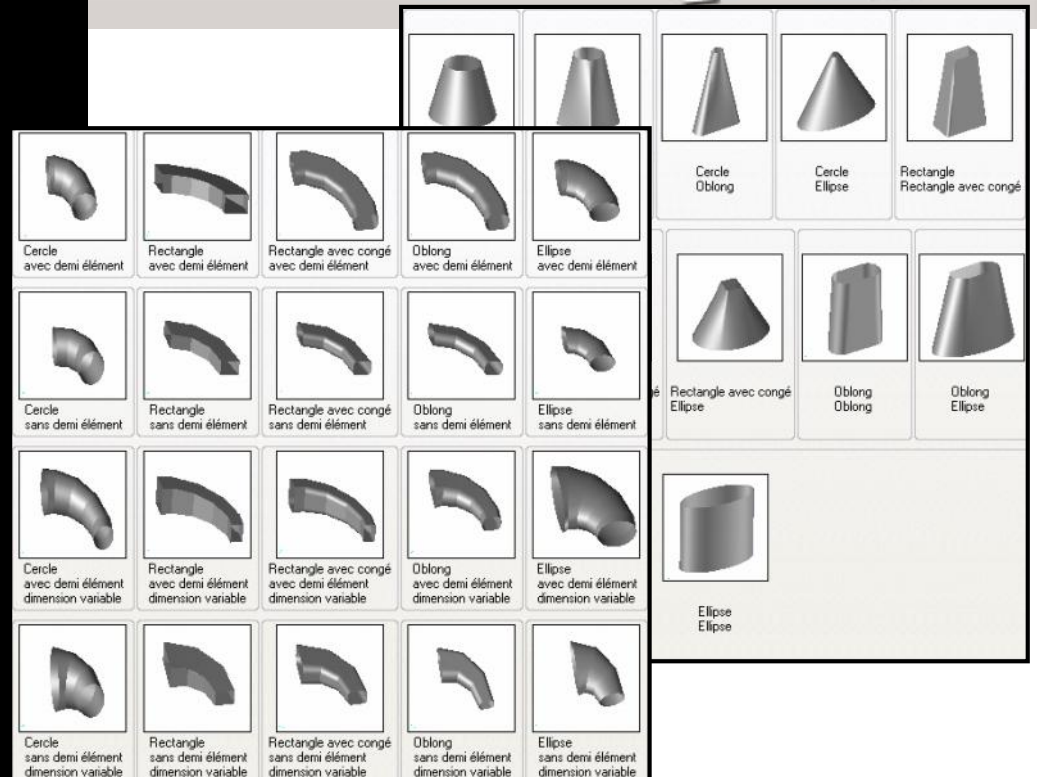 Cercle
Oblong
Cercle
Ellipse
Rectangle
Rectangle avec congé
Rectangle avec congé
Ellipse
Oblong
Oblong
Oblong
Ellipse
Ellipse
Ellipse
Cercle
avec demi élément
Rectangle
avec demi élément
Rectangle avec congé
avec demi élément
Oblong
avec demi élément
Ellipse
avec demi élément
Cercle
sans demi élément
Rectangle
sans demi élément
Rectangle avec congé
sans demi élément
Oblong
sans demi élément
Ellipse
sans demi élément
Cercle
avec demi élément
dimension variable
Rectangle
avec demi élément
dimension variable
Rectangle avec congé
avec demi élément
dimension variable
Oblong
avec demi élément
dimension variable
Ellipse
avec demi élément
dimension variable
Cercle
sans demi élément
dimension variable
Rectangle
sans demi élément
dimension variable
Rectangle avec congé
sans demi élément
dimension variable
Oblong
sans demi élément
dimension variable
Ellipse
sans demi élément
dimension variable